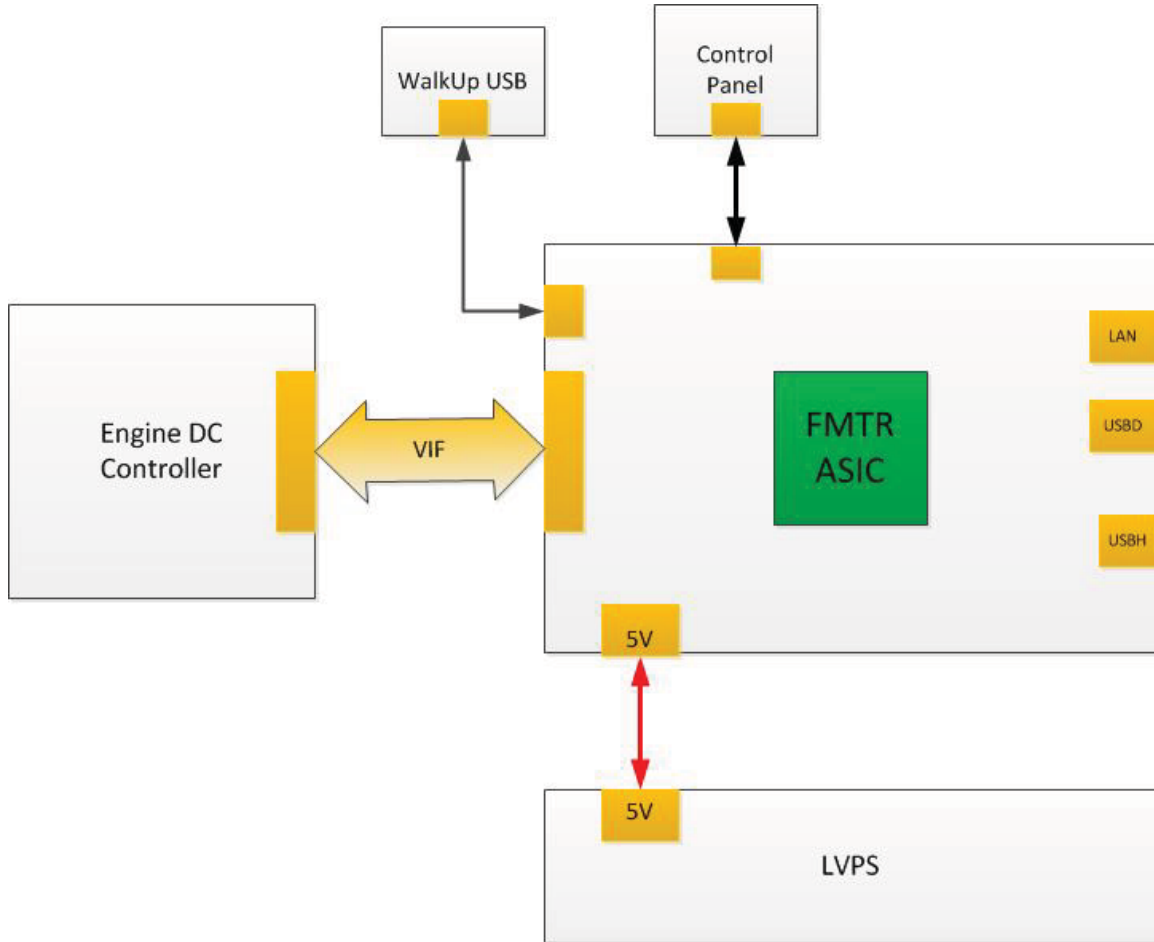 WalkUp USB
Control
Panel
LAN
Engine DC
Controller
VIF
FMTR
ASIC
USBD
USBH
5V
5V
LVPS